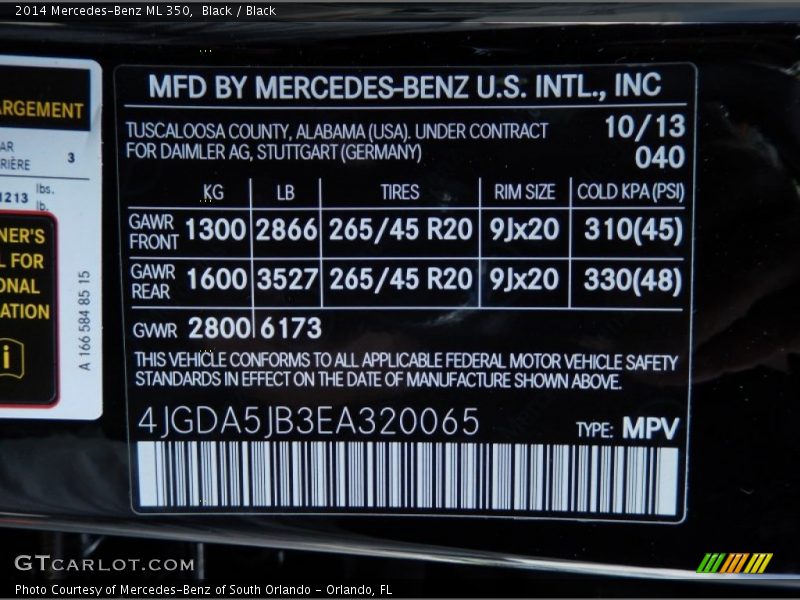 2014 Mercedes-Benz ML 350,  Black / Black
ARGEMENT
AR
RIÈRE
3
1213
lbs.
lb.
NER'S
L FOR
ONAL
ATION
i
A 166 584 85 15
MFD BY MERCEDES-BENZ U.S. INTL., INC
TUSCALOOSA COUNTY, ALABAMA (USA). UNDER CONTRACT
FOR DAIMLER AG, STUTTGART (GERMANY)
10/13
040
KG LB TIRES RIM SIZE COLD KPA (PSI)
GAWR FRONT 1300 2866 265/45 R20 9Jx20 310(45)
GAWR REAR 1600 3527 265/45 R20 9Jx20 330(48)
GVWR 2800 6173
THIS VEHICLE CONFORMS TO ALL APPLICABLE FEDERAL MOTOR VEHICLE SAFETY
STANDARDS IN EFFECT ON THE DATE OF MANUFACTURE SHOWN ABOVE.
4JGDA5JB3EA320065
TYPE: MPV
GTCARLOT.COM
Photo Courtesy of Mercedes-Benz of South Orlando - Orlando, FL